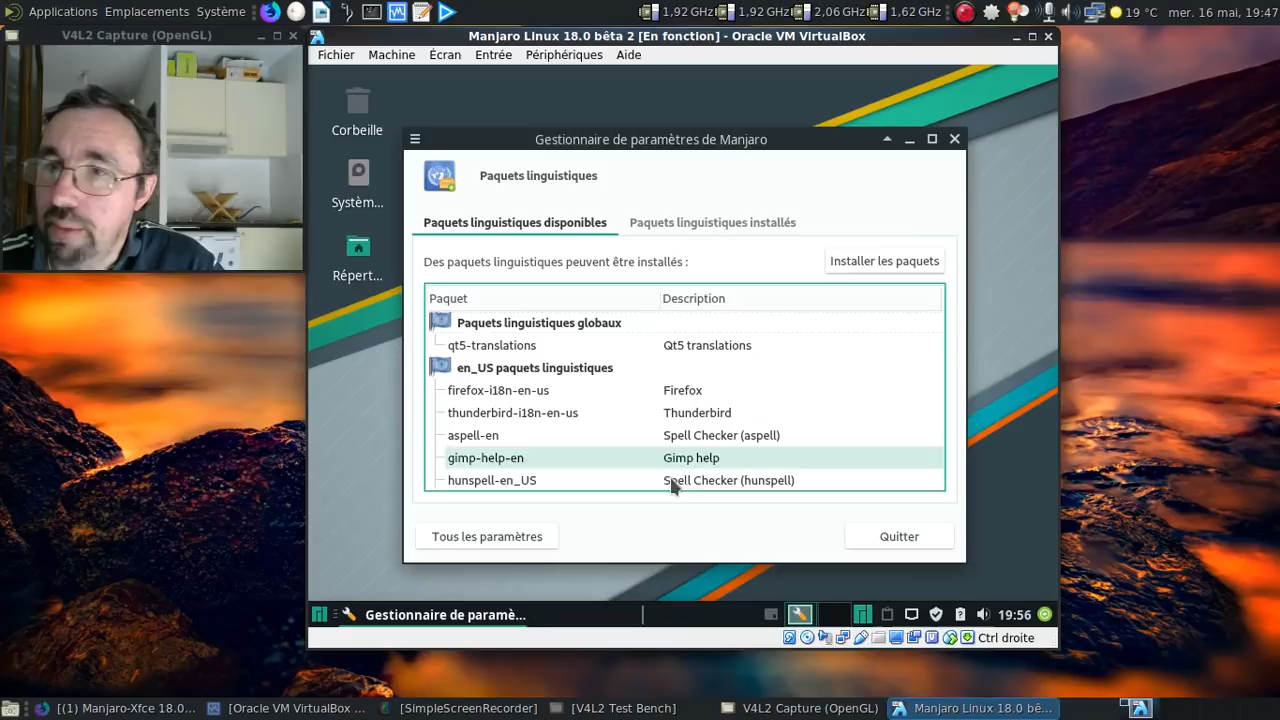 Applications Emplacements Système 1,92 GHz 1,92 GHz 2,06 GHz 1,62 GHz 19 °C mer. 16 mai, 19:47
V4L2 Capture (OpenGL)
Manjaro Linux 18.0 bêta 2 [En fonction] - Oracle VM VirtualBox
Fichier Machine Écran Entrée Périphériques Aide
Corbeille
Systèm...
Répert...
Gestionnaire de paramètres de Manjaro
Paquets linguistiques
Paquets linguistiques disponibles Paquets linguistiques installés
Des paquets linguistiques peuvent être installés : Installer les paquets
Paquet Description
Paquets linguistiques globaux
qt5-translations Qt5 translations
en_US paquets linguistiques
firefox-i18n-en-us Firefox
thunderbird-i18n-en-us Thunderbird
aspell-en Spell Checker (aspell)
gimp-help-en Gimp help
hunspell-en_US Spell Checker (hunspell)
Tous les paramètres Quitter
Gestionnaire de paramè... 19:56
Ctrl droite
[(1) Manjaro-Xfce 18.0... [Oracle VM VirtualBox ... [SimpleScreenRecorder] [V4L2 Test Bench] V4L2 Capture (OpenGL) Manjaro Linux 18.0 bê...